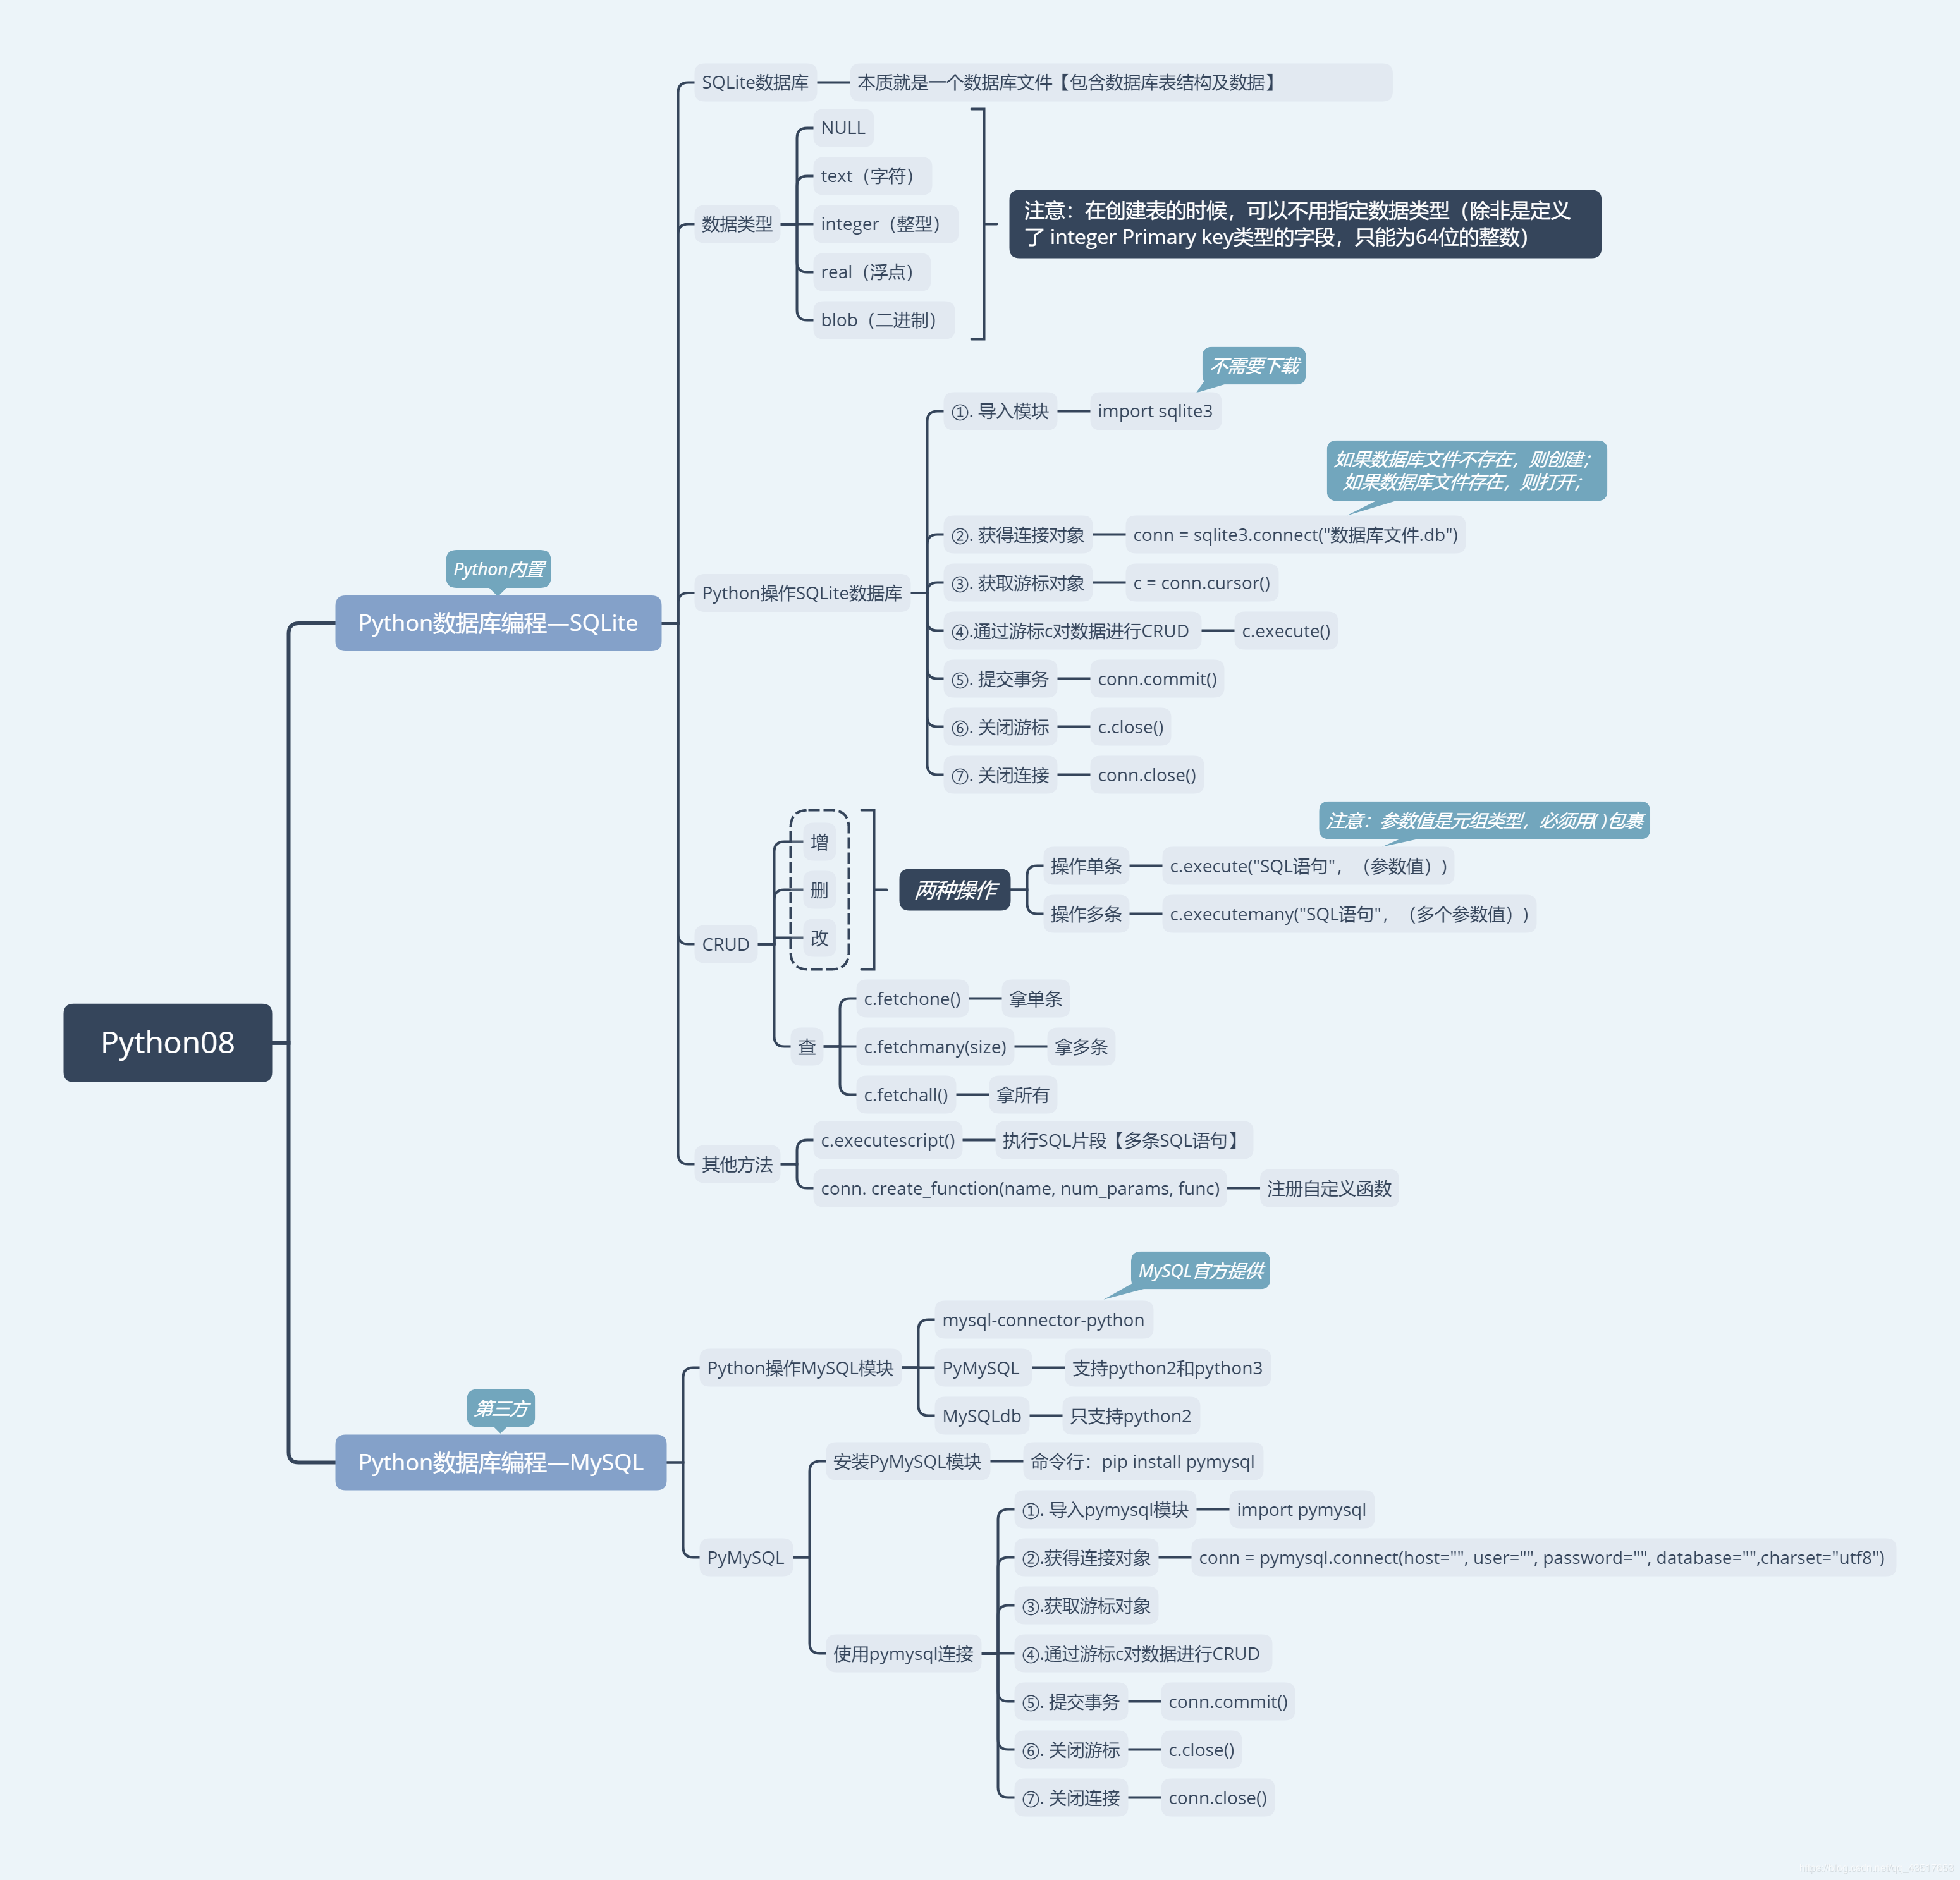 Python08
Python内置
Python数据库编程—SQLite
SQLite数据库
本质就是一个数据库文件【包含数据库表结构及数据】
数据类型
NULL
text（字符）
integer（整型）
real（浮点）
blob（二进制）
注意：在创建表的时候，可以不用指定数据类型（除非是定义
了 integer Primary key类型的字段，只能为64位的整数）
Python操作SQLite数据库
①. 导入模块
import sqlite3
不需要下载
②. 获得连接对象
conn = sqlite3.connect("数据库文件.db")
如果数据库文件不存在，则创建；
如果数据库文件存在，则打开；
③. 获取游标对象
c = conn.cursor()
④.通过游标c对数据进行CRUD
c.execute()
⑤. 提交事务
conn.commit()
⑥. 关闭游标
c.close()
⑦. 关闭连接
conn.close()
CRUD
增
删
改
两种操作
操作单条
c.execute("SQL语句"，（参数值）)
注意：参数值是元组类型，必须用( )包裹
操作多条
c.executemany("SQL语句"，（多个参数值）)
查
c.fetchone()
拿单条
c.fetchmany(size)
拿多条
c.fetchall()
拿所有
其他方法
c.executescript()
执行SQL片段【多条SQL语句】
conn. create_function(name, num_params, func)
注册自定义函数
第三方
Python数据库编程—MySQL
Python操作MySQL模块
MySQL官方提供
mysql-connector-python
PyMySQL
支持python2和python3
MySQLdb
只支持python2
PyMySQL
安装PyMySQL模块
命令行：pip install pymysql
使用pymysql连接
①. 导入pymysql模块
import pymysql
②.获得连接对象
conn = pymysql.connect(host="", user="", password="", database="",charset="utf8")
③.获取游标对象
④.通过游标c对数据进行CRUD
⑤. 提交事务
conn.commit()
⑥. 关闭游标
c.close()
⑦. 关闭连接
conn.close()